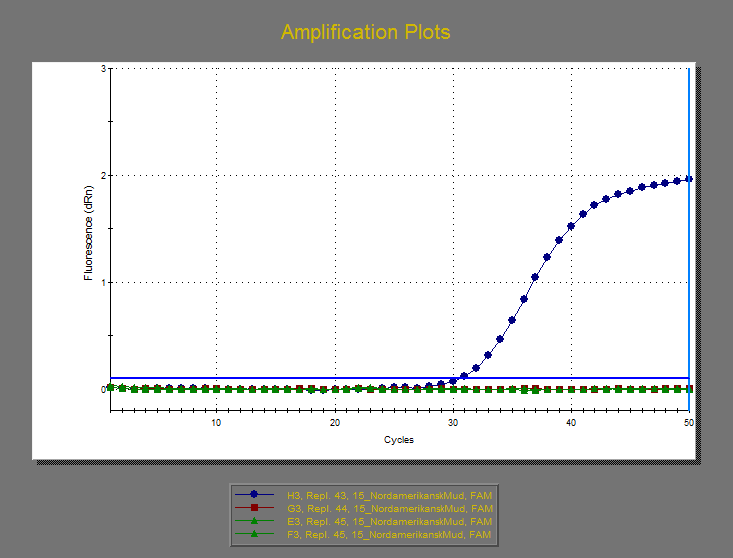 Amplification Plots
3
2
1
0
Fluorescence (dRn)
10
20
30
40
50
Cycles
H3, Repl. 43, 15_NordamerikanskMud, FAM
G3, Repl. 44, 15_NordamerikanskMud, FAM
E3, Repl. 45, 15_NordamerikanskMud, FAM
F3, Repl. 45, 15_NordamerikanskMud, FAM